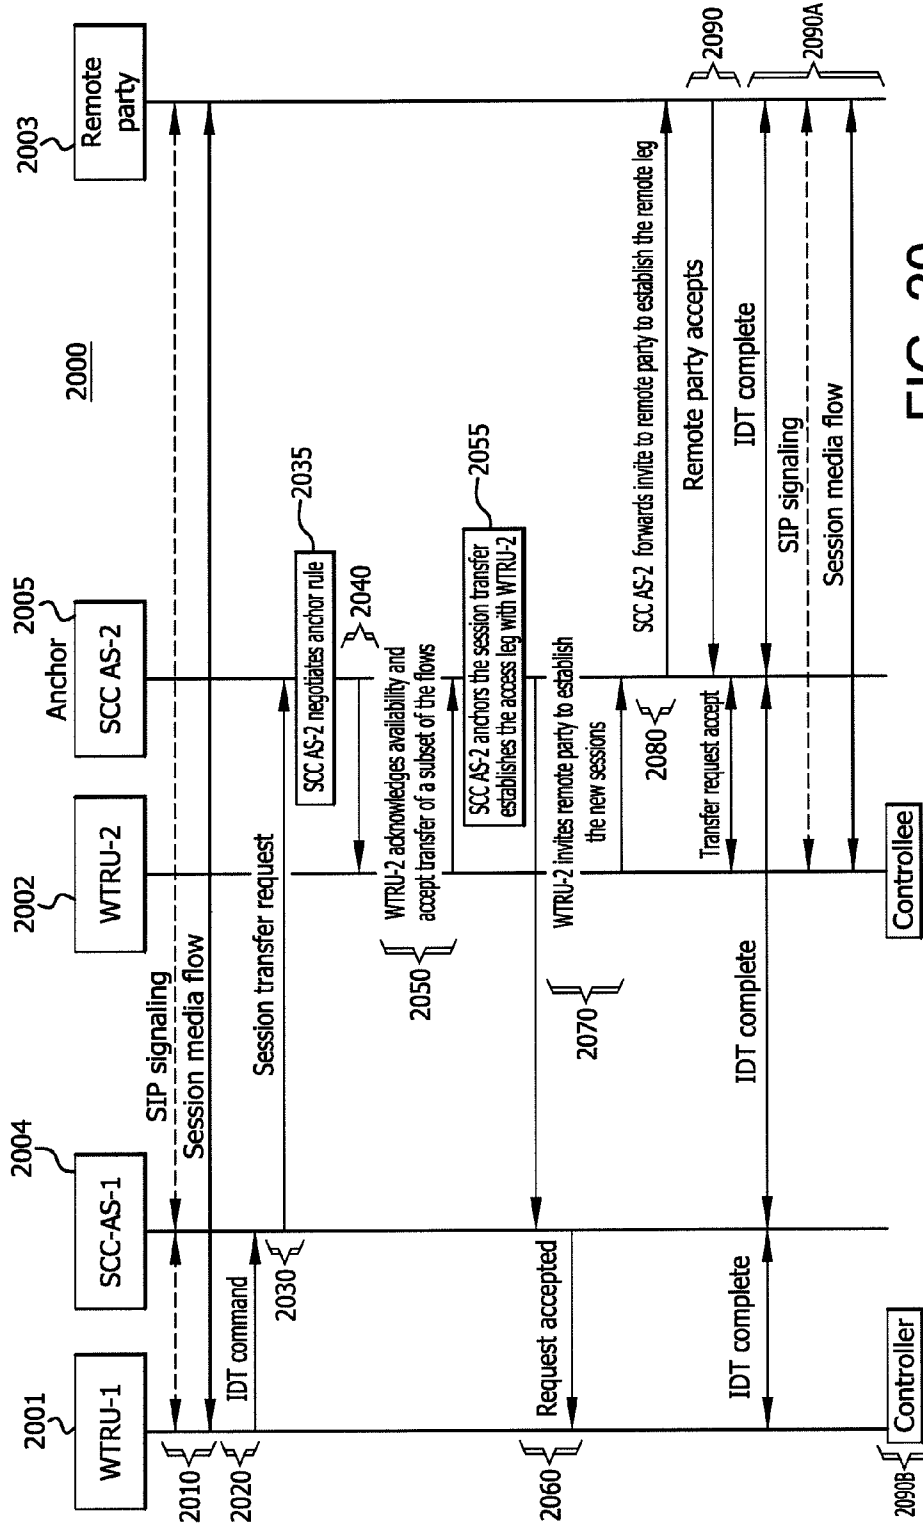 2000
2001
WTRU-1
2004
SCC-AS-1
2002
WTRU-2
Anchor
2005
SCC AS-2
2003
Remote
party
2010
SIP signaling
Session media flow
2020
IDT command
2030
Session transfer request
SCC AS-2 negotiates anchor rule
2035
2040
2050
WTRU-2 acknowledges availability and
accept transfer of a subset of the flows
SCC AS-2 anchors the session transfer
establishes the access leg with WTRU-2
2055
2060
Request accepted
2070
WTRU-2 invites remote party to establish
the new sessions
2080
SCC AS-2 forwards invite to remote party to establish the remote leg
Remote party accepts
2090
Transfer request accept
IDT complete
IDT complete
IDT complete
SIP signaling
Session media flow
2090A
2090B
Controller
Controllee